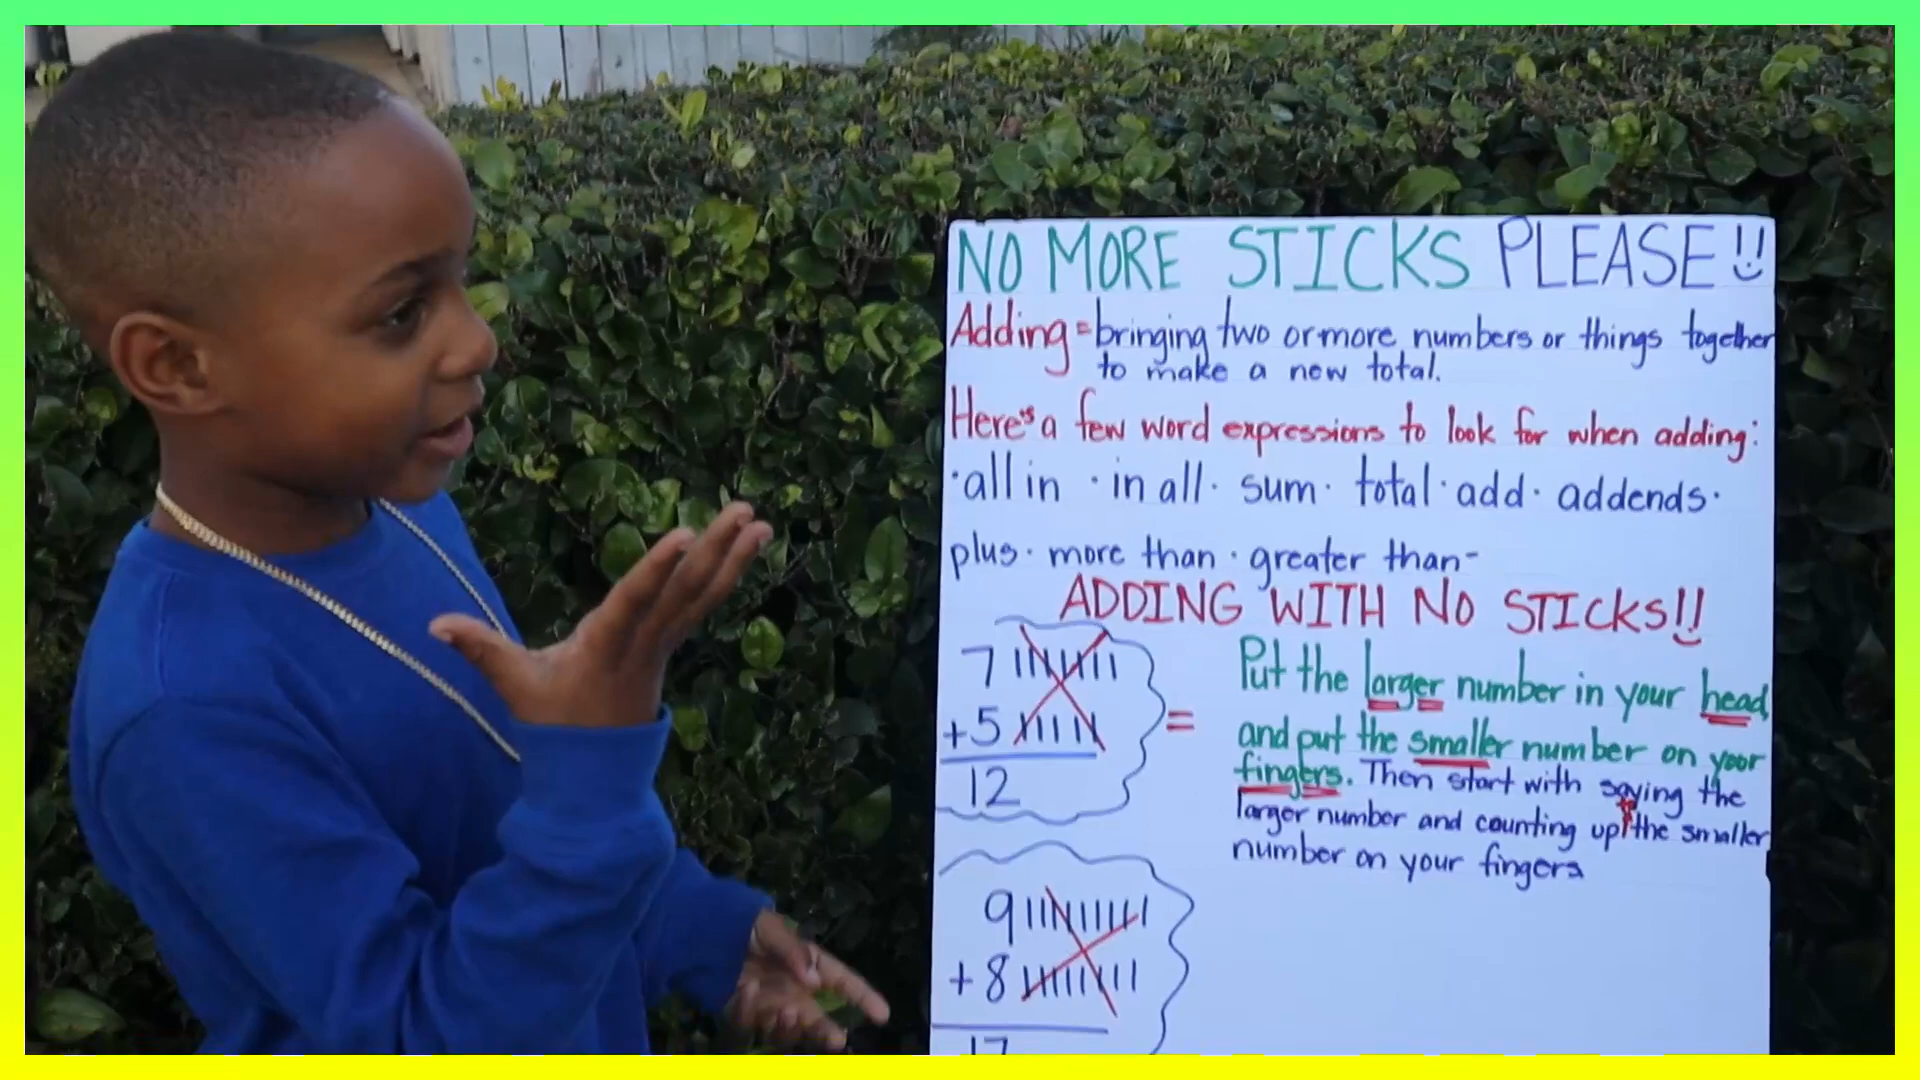 NO MORE STICKS PLEASE!!
Adding = bringing two or more numbers or things together
to make a new total.
Here's a few word expressions to look for when adding:
·all in · in all · sum · total · add · addends ·
plus · more than · greater than -
ADDING WITH NO STICKS!!
7
+5
12
=
Put the larger number in your head,
and put the smaller number on your
fingers. Then start with saying the
larger number and counting up to the smaller
number on your fingers
9
+8
17